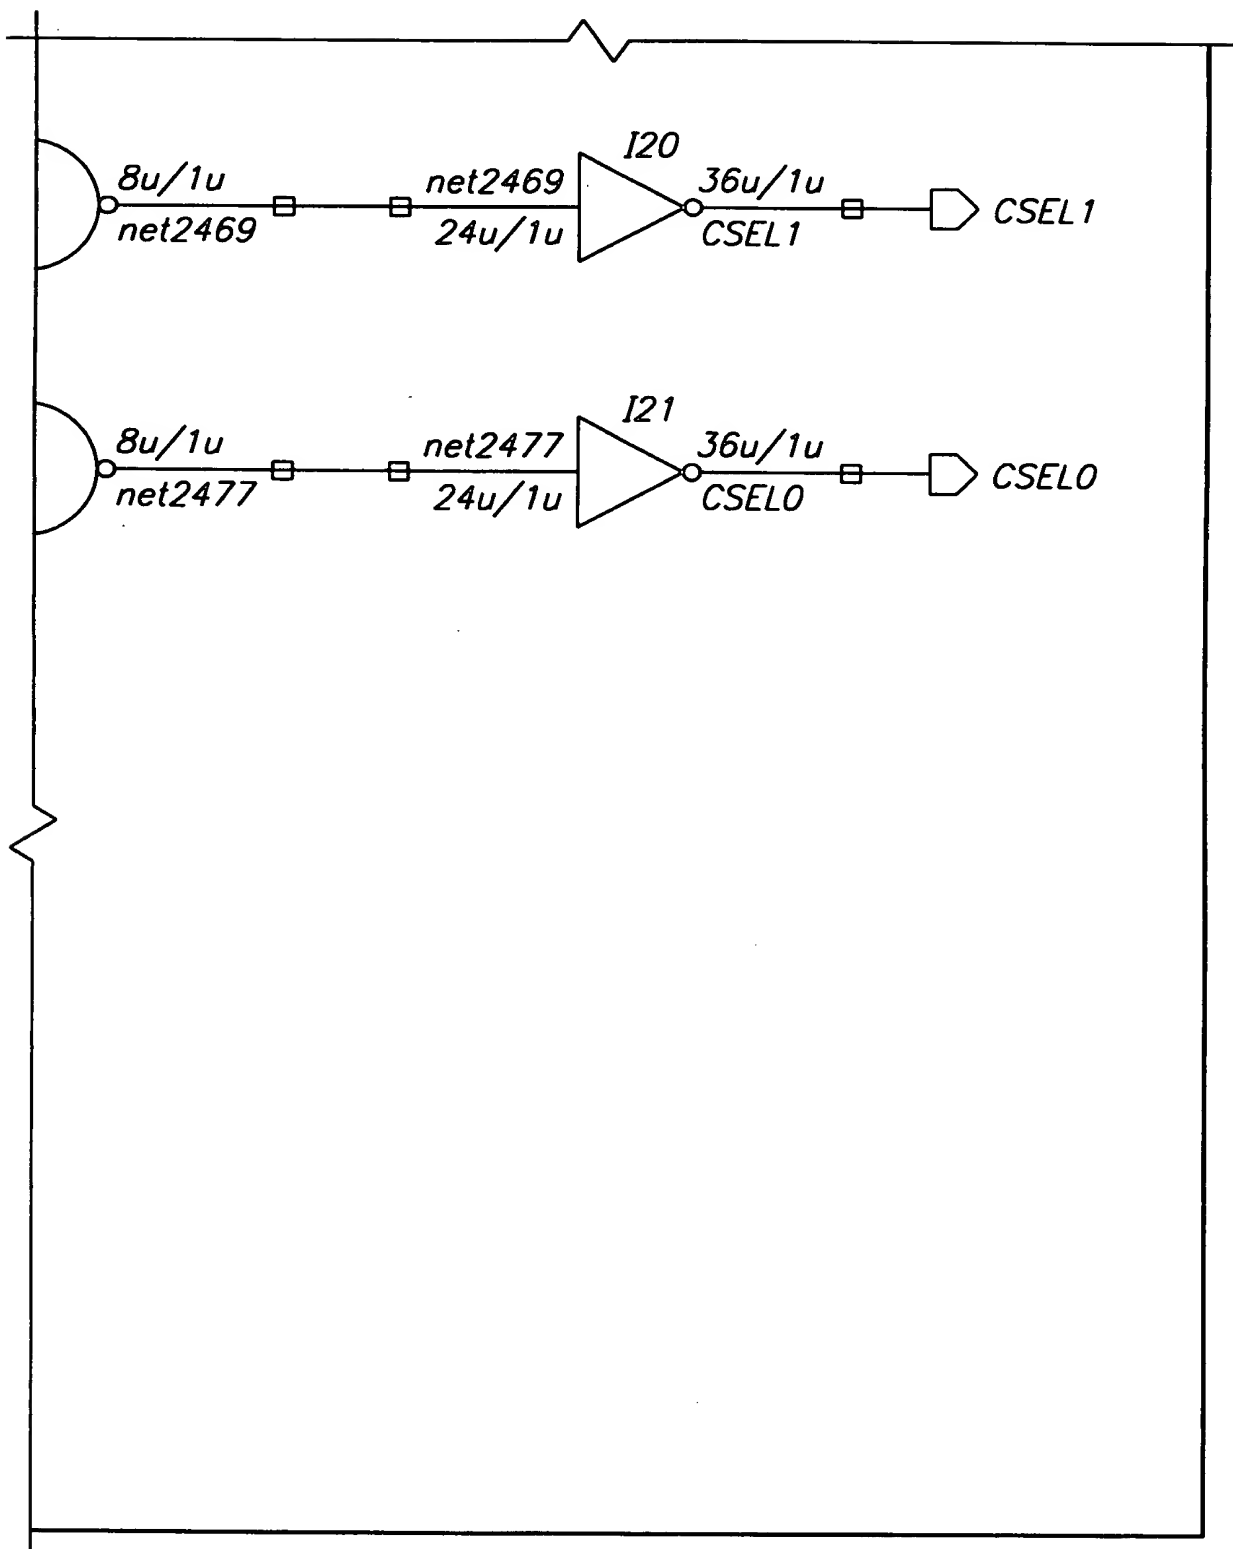 I20
8u/1u net2469 36u/1u
net2469 24u/1u CSEL1 CSEL1
I21
8u/1u net2477 36u/1u
net2477 24u/1u CSEL0 CSEL0